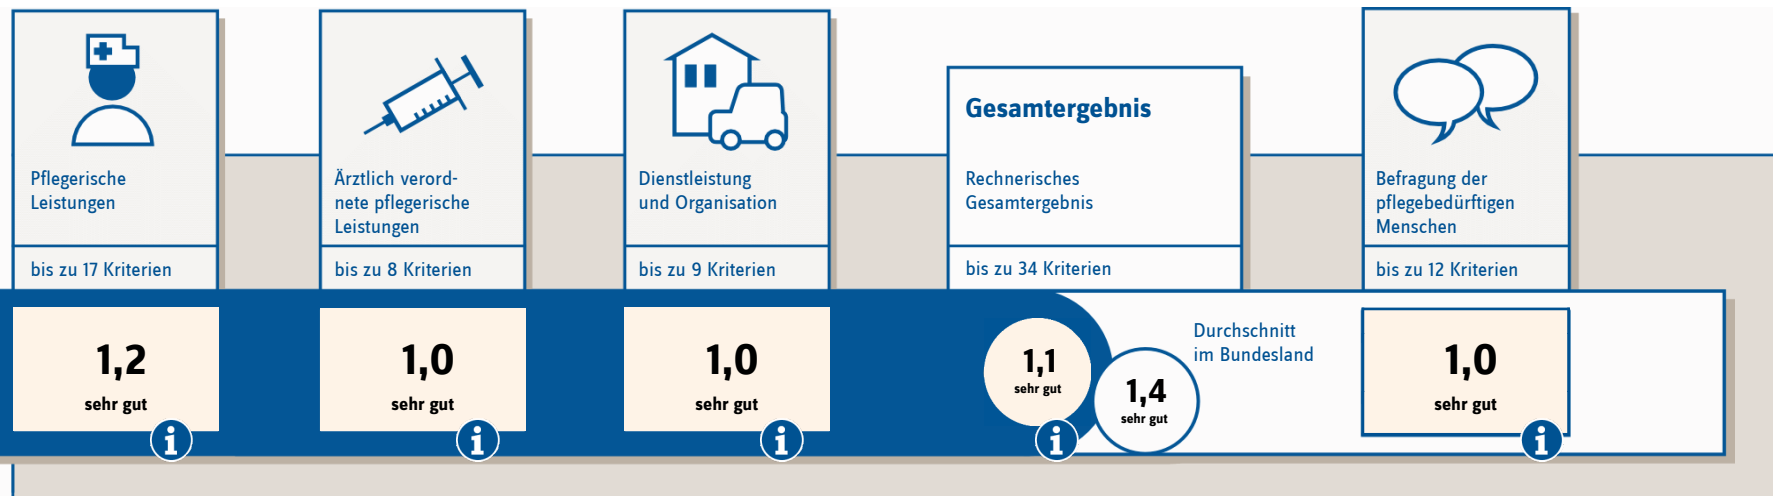 Pflegerische
Leistungen
bis zu 17 Kriterien
1,2
sehr gut
i
Ärztlich verord-
nete pflegerische
Leistungen
bis zu 8 Kriterien
1,0
sehr gut
i
Dienstleistung
und Organisation
bis zu 9 Kriterien
1,0
sehr gut
i
Gesamtergebnis
Rechnerisches
Gesamtergebnis
bis zu 34 Kriterien
1,1
sehr gut
i
1,4
sehr gut
Durchschnitt
im Bundesland
Befragung der
pflegebedürftigen
Menschen
bis zu 12 Kriterien
1,0
sehr gut
i